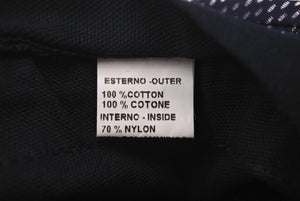 ESTERNO -OUTER
100 %COTTON
100 % COTONE
INTERNO - INSIDE
70 % NYLON